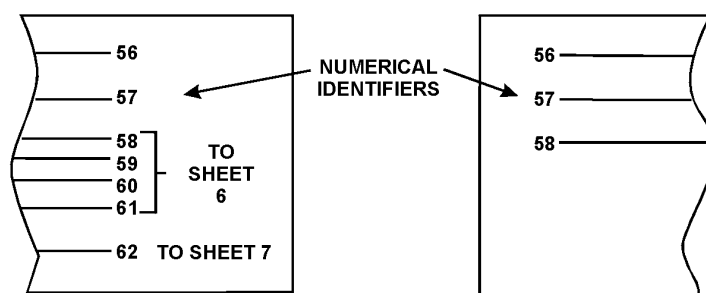 56
57
58
59
60
61
TO
SHEET
6
62 TO SHEET 7
NUMERICAL
IDENTIFIERS
56
57
58